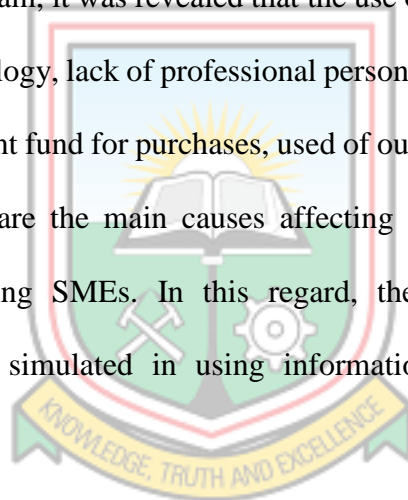 it was revealed that the use
ology, lack of professional person
nt fund for purchases, used of ou
are the main causes affecting
ng SMEs. In this regard, the
simulated in using informatio
KNOWLEDGE, TRUTH AND EXCELLENCE